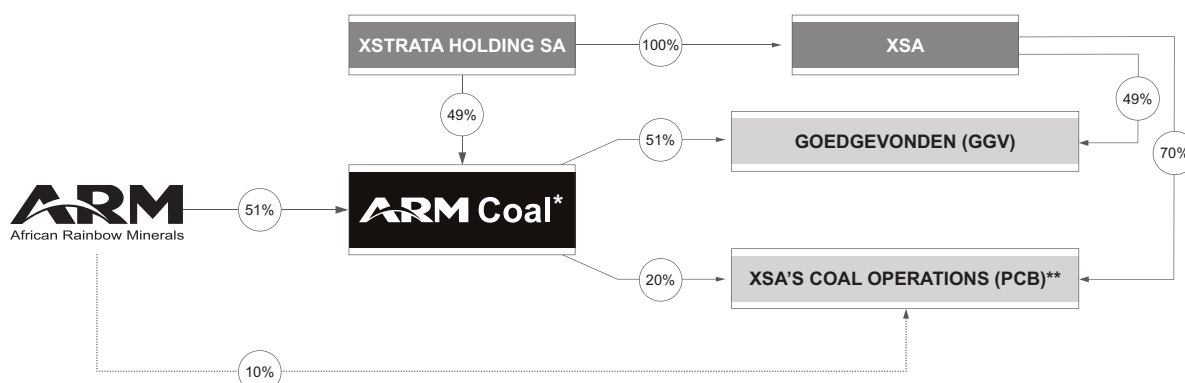 XSTRATA HOLDING SA
100%
XSA
49%
49%
51%
GOEDGEVONDEN (GGV)
70%
ARM
African Rainbow Minerals
51%
ARM Coal*
20%
XSA'S COAL OPERATIONS (PCB)**
10%